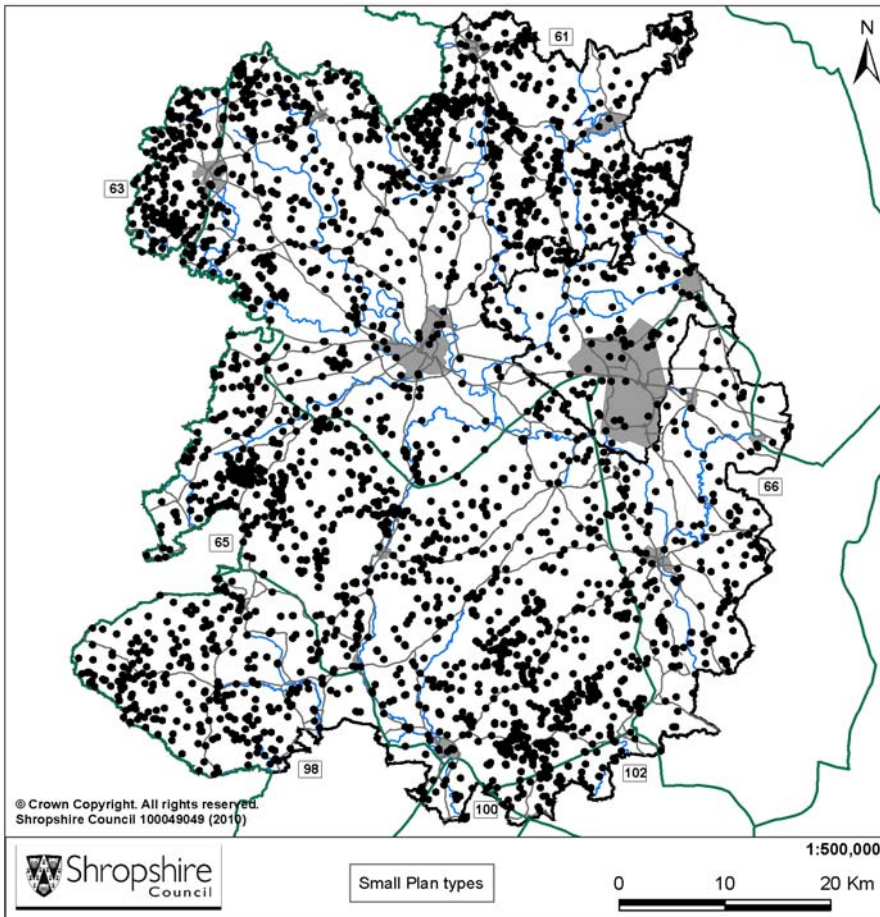 61
N
63
66
65
98
102
100
© Crown Copyright. All rights reserved.
Shropshire Council 100049049 (2010)
1:500,000
Shropshire
Council
Small Plan types
0 10 20 Km